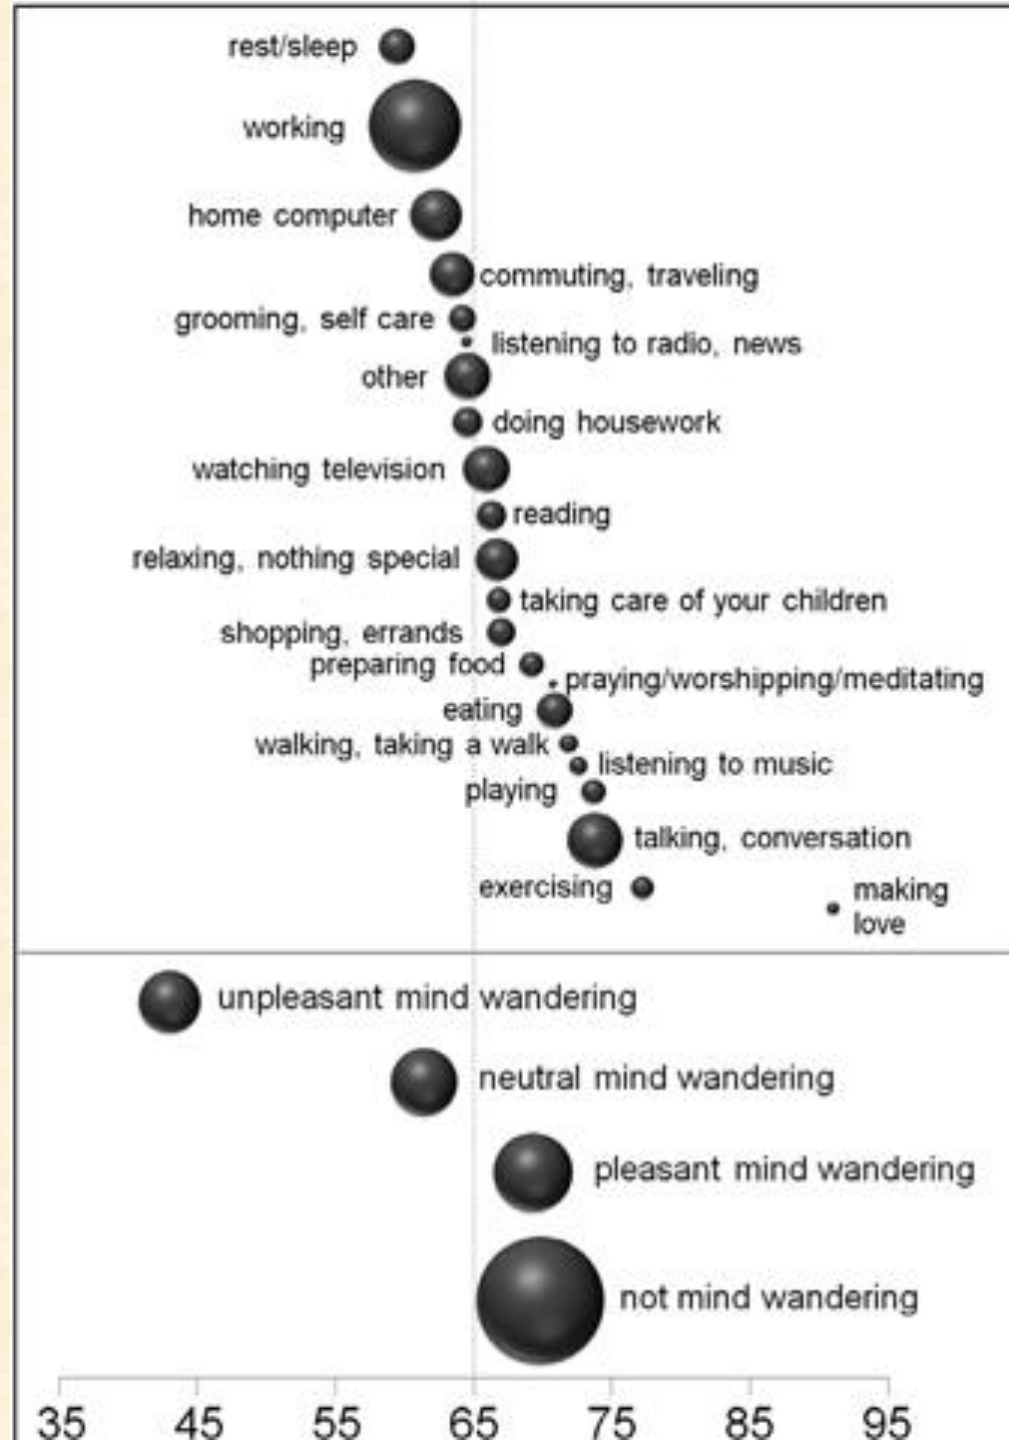 rest/sleep
working
home computer
commuting, traveling
grooming, self care
listening to radio, news
other
doing housework
watching television
reading
relaxing, nothing special
taking care of your children
shopping, errands
preparing food
praying/worshipping/meditating
eating
walking, taking a walk
listening to music
playing
talking, conversation
exercising
making
love
unpleasant mind wandering
neutral mind wandering
pleasant mind wandering
not mind wandering
35 45 55 65 75 85 95